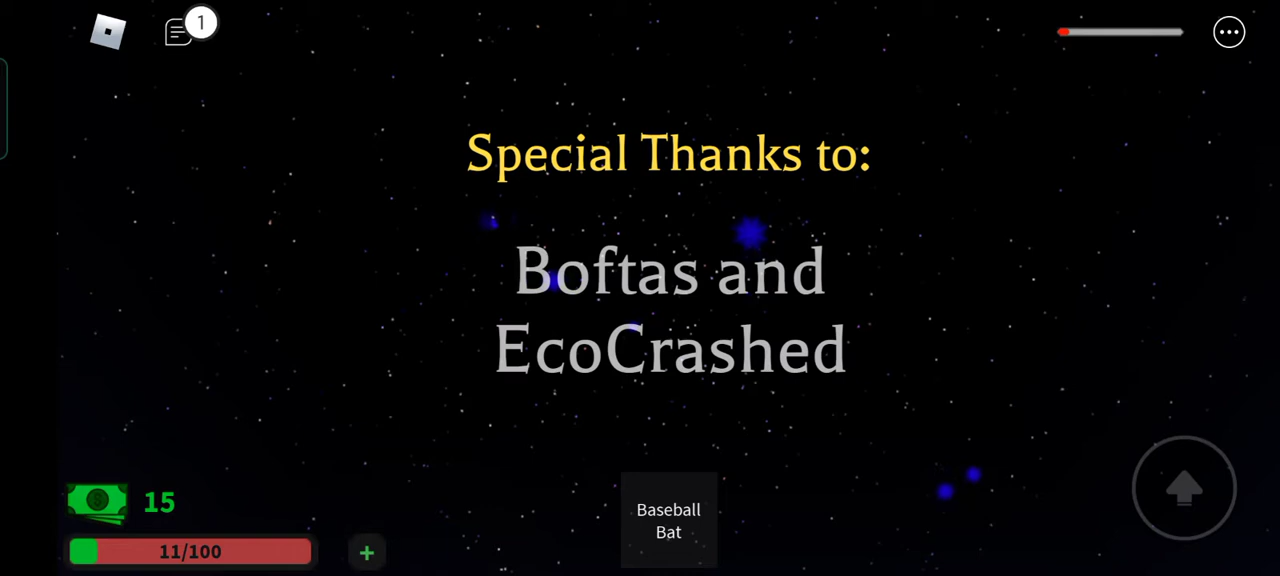 1
Special Thanks to:
Boftas and
EcoCrashed
15
11/100
+
Baseball
Bat